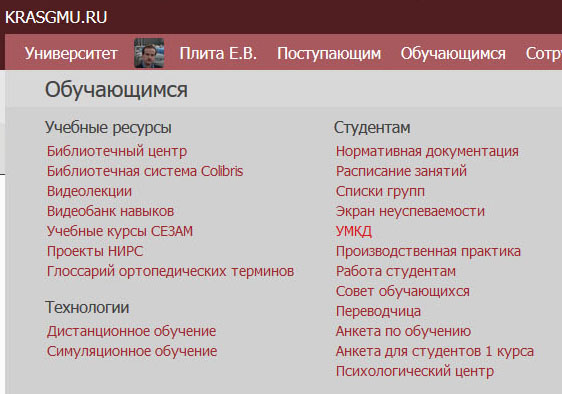 KRASGMU.RU
Университет Плита Е.В. Поступающим Обучающимся Сотру
Обучающимся
Учебные ресурсы
Библиотечный центр
Библиотечная система Colibris
Видеолекции
Видеобанк навыков
Учебные курсы СЕЗАМ
Проекты НИРС
Глоссарий ортопедических терминов
Технологии
Дистанционное обучение
Симуляционное обучение
Студентам
Нормативная документация
Расписание занятий
Списки групп
Экран неуспеваемости
УМКД
Производственная практика
Работа студентам
Совет обучающихся
Переводчица
Анкета по обучению
Анкета для студентов 1 курса
Психологический центр